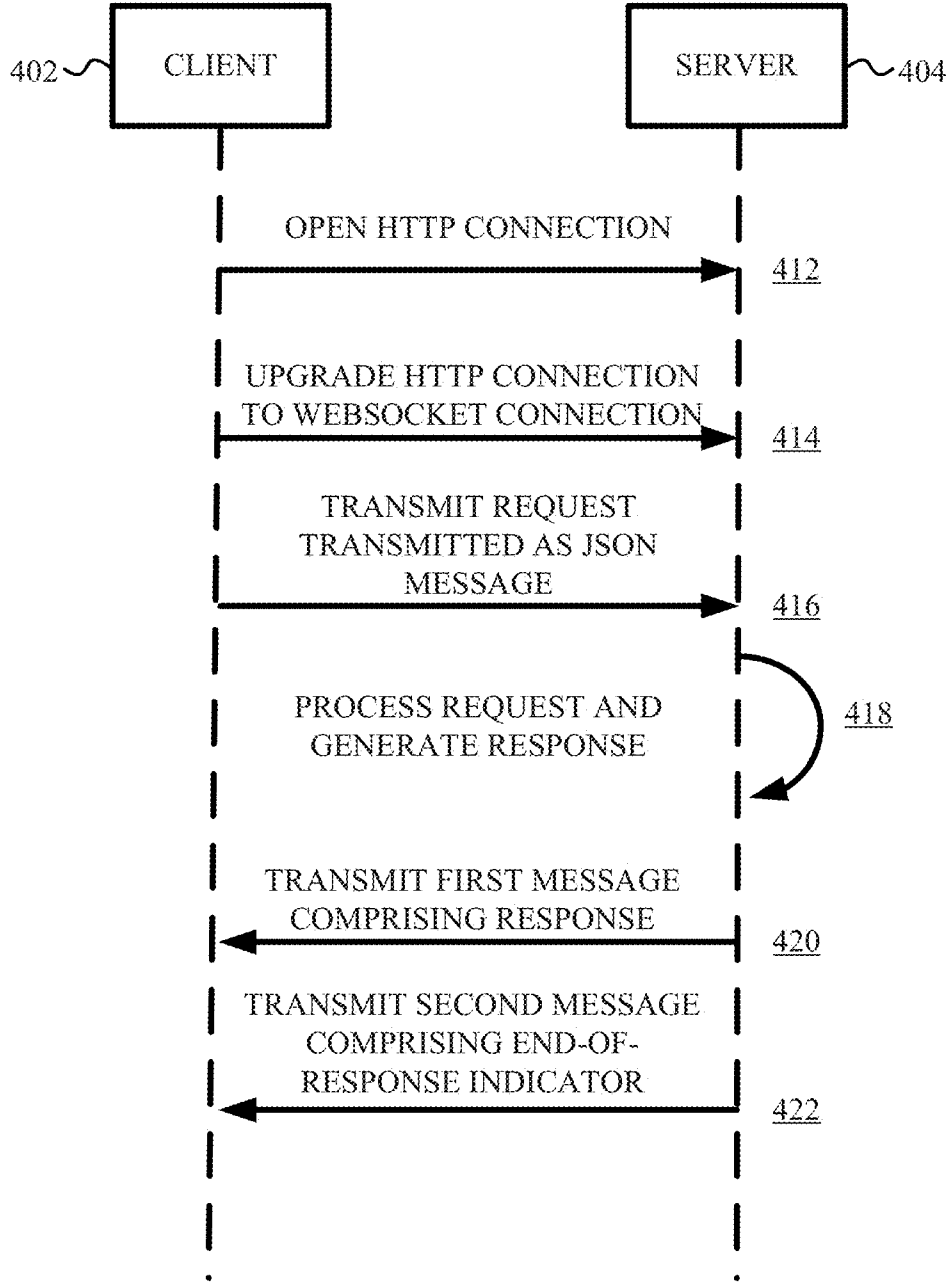 CLIENT
SERVER
402
404
OPEN HTTP CONNECTION
412
UPGRADE HTTP CONNECTION
TO WEBSOCKET CONNECTION
414
TRANSMIT REQUEST
TRANSMITTED AS JSON
MESSAGE
416
PROCESS REQUEST AND
GENERATE RESPONSE
418
TRANSMIT FIRST MESSAGE
COMPRISING RESPONSE
420
TRANSMIT SECOND MESSAGE
COMPRISING END-OF-
RESPONSE INDICATOR
422